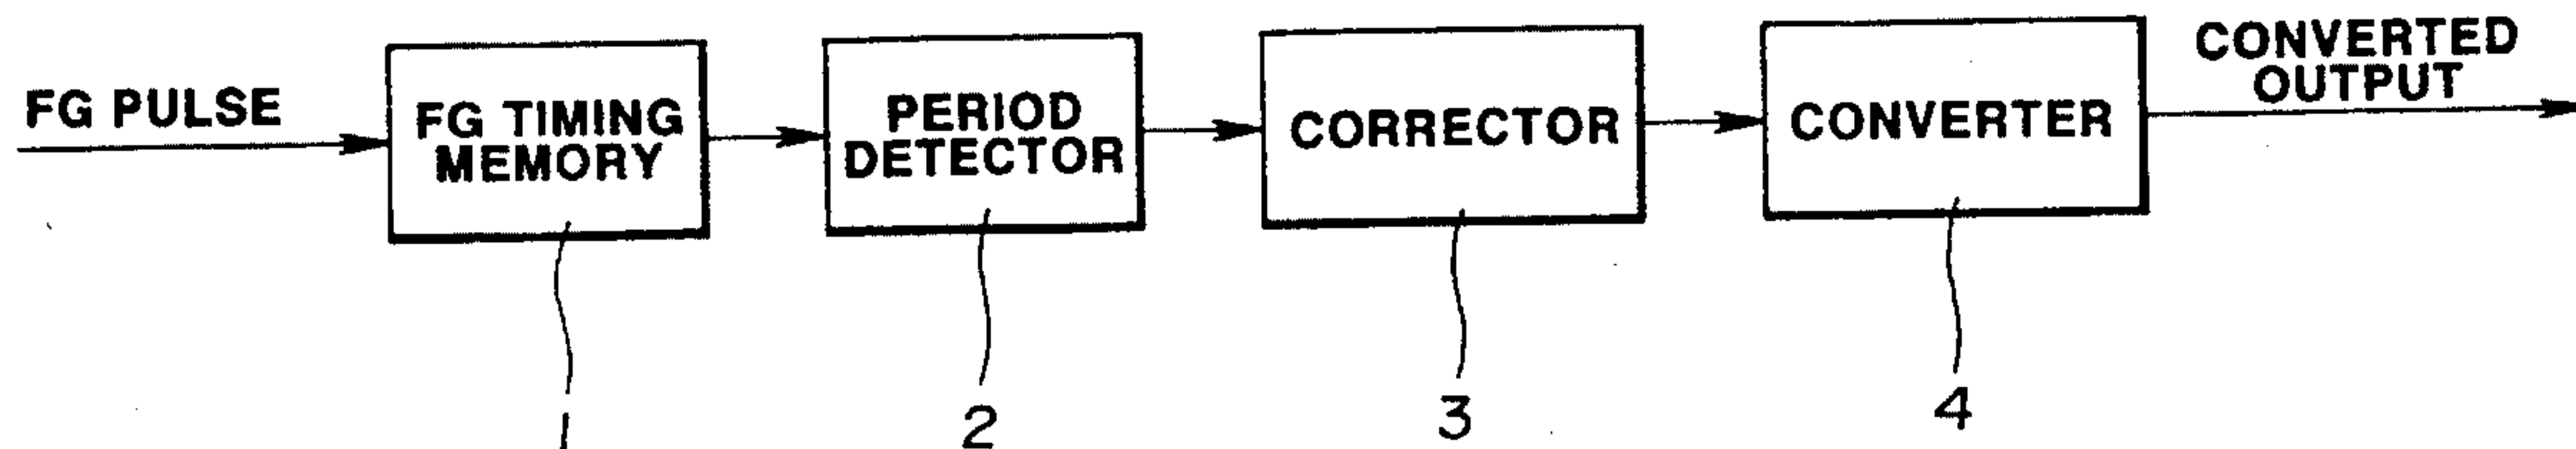 FG PULSE
FG TIMING
MEMORY
PERIOD
DETECTOR
CORRECTOR
CONVERTER
CONVERTED
OUTPUT
1
2
3
4